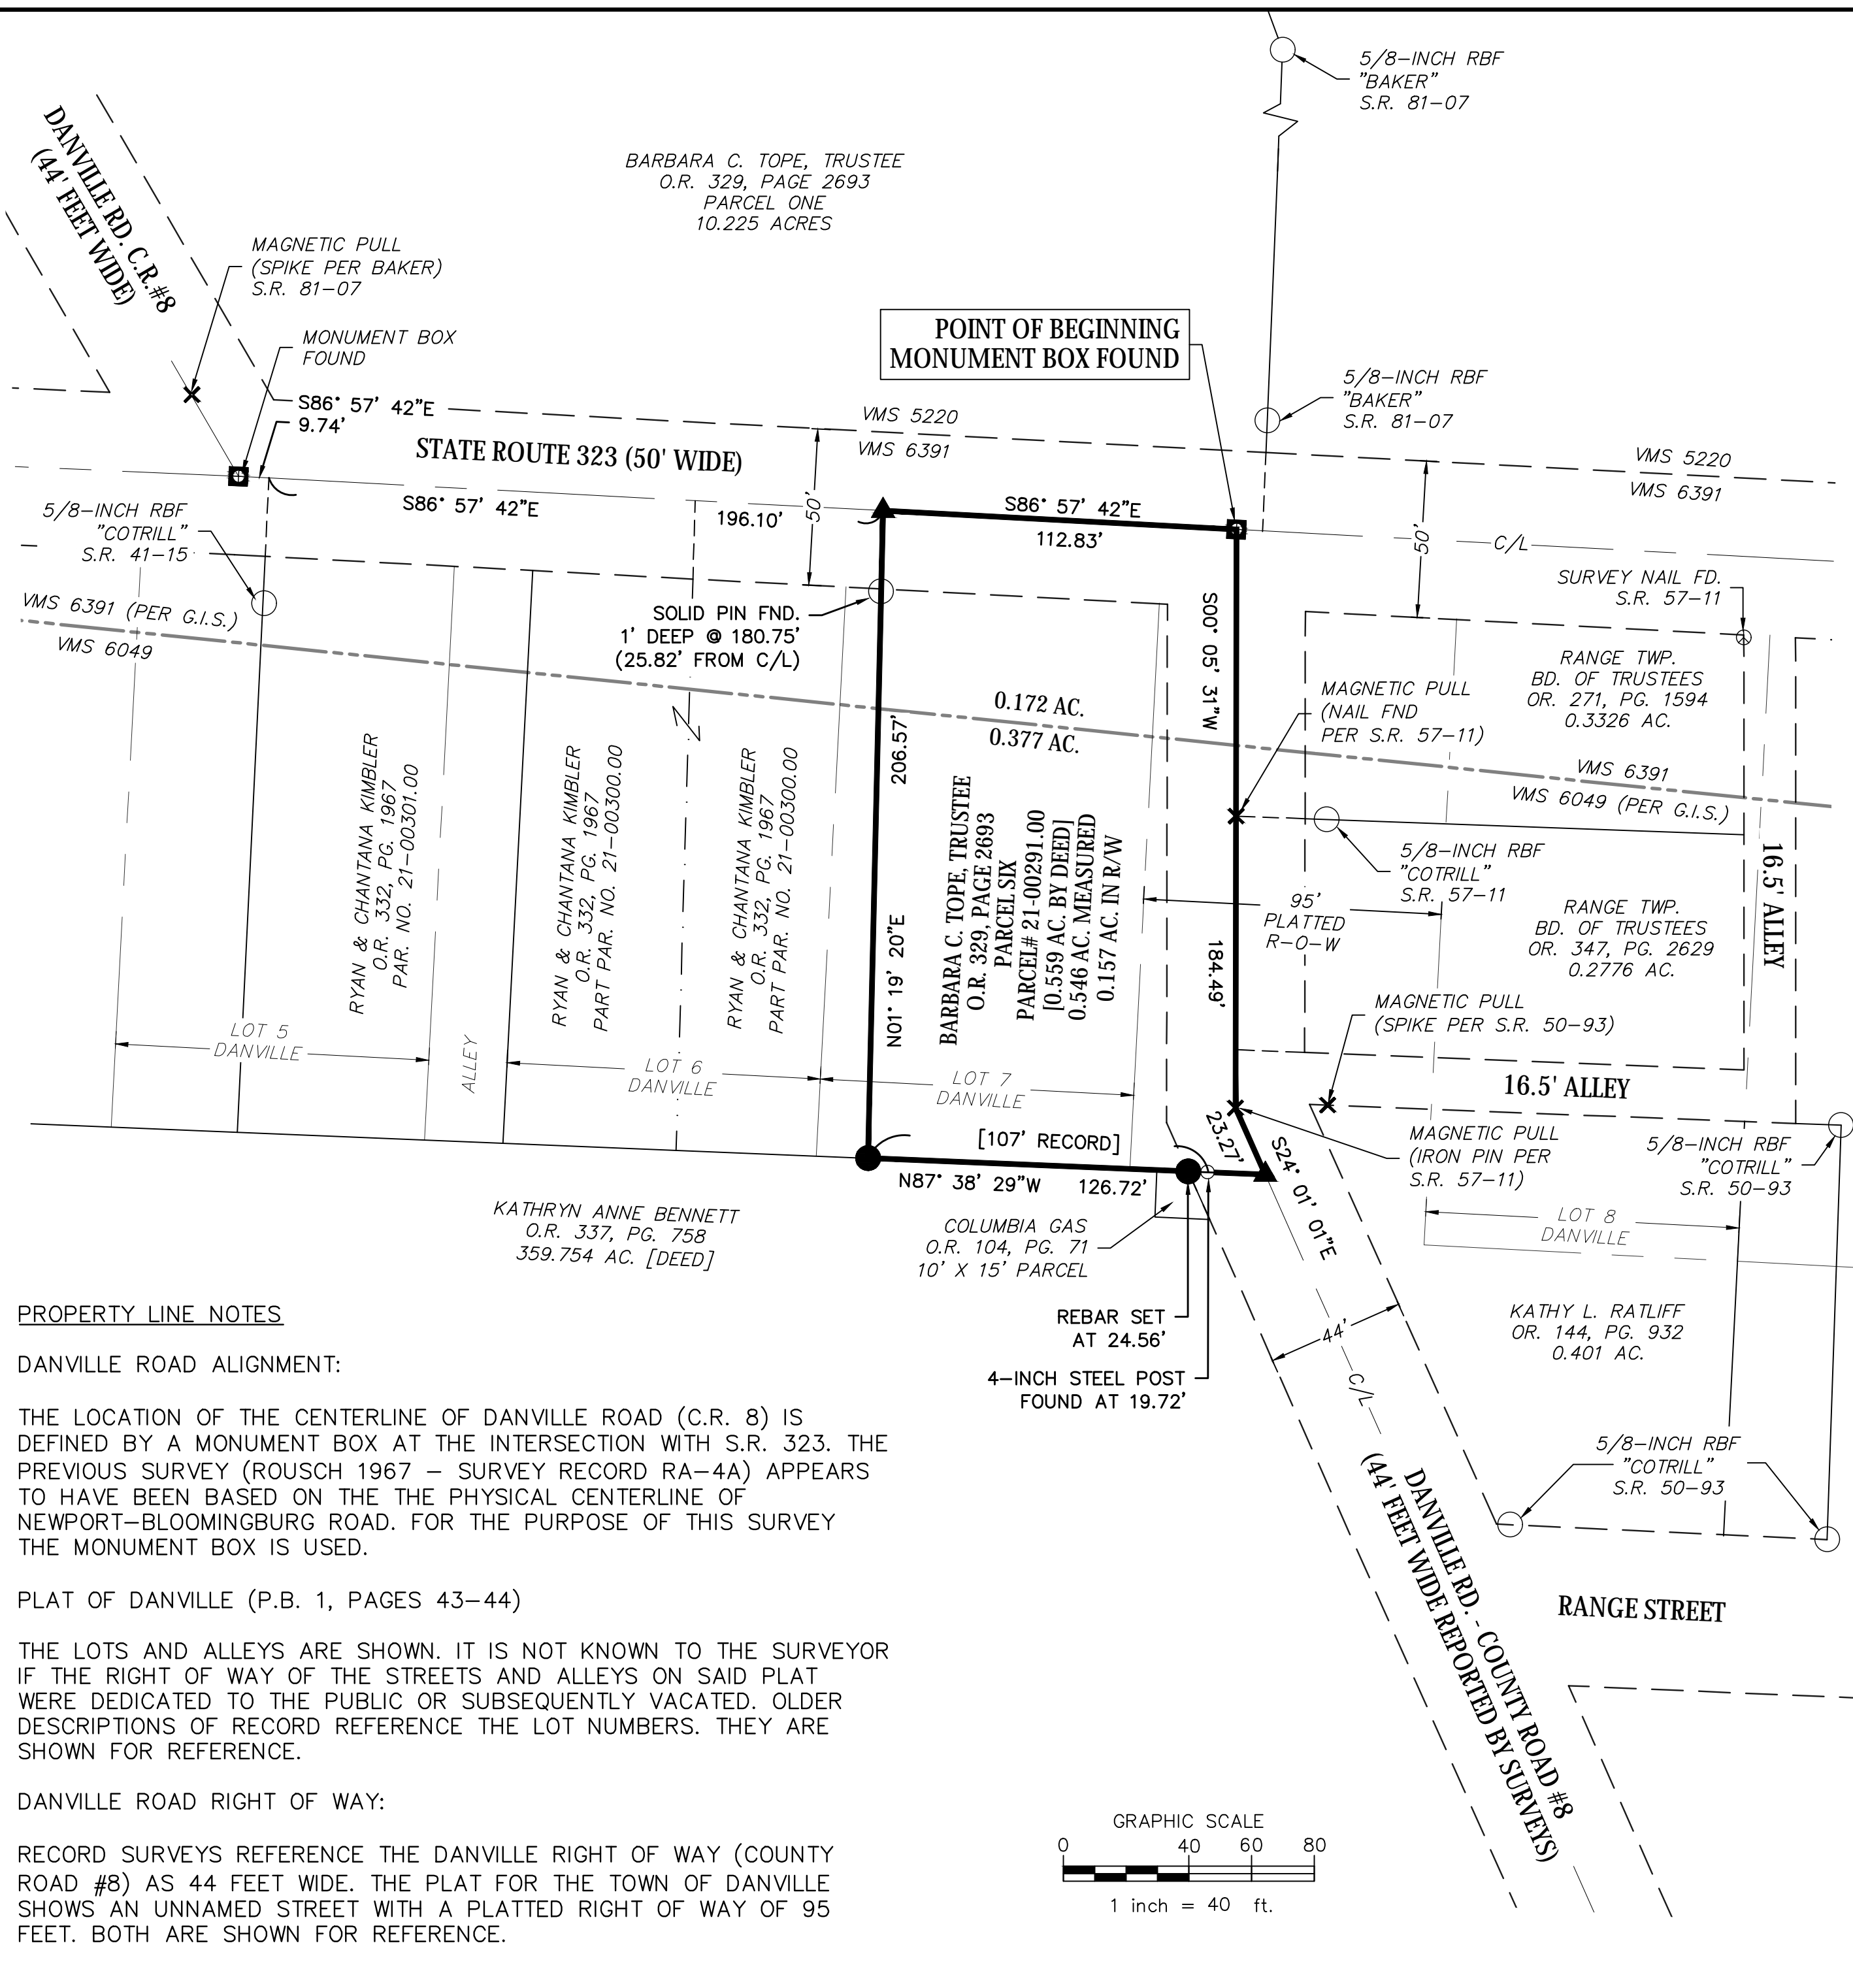 5/8-INCH RBF
"BAKER"
S.R. 81-07
DANVILLE RD. C.R.#8
(44' FEET WIDE)
BARBARA C. TOPE, TRUSTEE
O.R. 329, PAGE 2693
PARCEL ONE
10.225 ACRES
MAGNETIC PULL
(SPIKE PER BAKER)
S.R. 81-07
MONUMENT BOX
FOUND
POINT OF BEGINNING
MONUMENT BOX FOUND
5/8-INCH RBF
"BAKER"
S.R. 81-07
S86° 57' 42"E
9.74'
STATE ROUTE 323 (50' WIDE)
VMS 5220
VMS 6391
VMS 5220
VMS 6391
S86° 57' 42"E
196.10'
50'
S86° 57' 42"E
112.83'
50'
C/L
5/8-INCH RBF
"COTRILL"
S.R. 41-15
VMS 6391 (PER G.I.S.)
VMS 6049
SOLID PIN FND.
1' DEEP @ 180.75'
(25.82' FROM C/L)
S00° 05' 31"W
SURVEY NAIL FD.
S.R. 57-11
RANGE TWP.
BD. OF TRUSTEES
OR. 271, PG. 1594
0.3326 AC.
MAGNETIC PULL
(NAIL FND
PER S.R. 57-11)
0.172 AC.
0.377 AC.
VMS 6391
VMS 6049 (PER G.I.S.)
206.57'
N01° 19' 20"E
RYAN & CHANTANA KIMBLER
O.R. 332, PG. 1967
PAR. NO. 21-00301.00
RYAN & CHANTANA KIMBLER
O.R. 332, PG. 1967
PART PAR. NO. 21-00300.00
RYAN & CHANTANA KIMBLER
O.R. 332, PG. 1967
PART PAR. NO. 21-00300.00
BARBARA C. TOPE, TRUSTEE
O.R. 329, PAGE 2693
PARCEL SIX
PARCEL# 21-00291.00
[0.559 AC. BY DEED]
0.546 AC. MEASURED
0.157 AC. IN R/W
95'
PLATTED
R-O-W
184.49'
5/8-INCH RBF
"COTRILL"
S.R. 57-11
RANGE TWP.
BD. OF TRUSTEES
OR. 347, PG. 2629
0.2776 AC.
16.5' ALLEY
MAGNETIC PULL
(SPIKE PER S.R. 50-93)
LOT 5
DANVILLE
ALLEY
LOT 6
DANVILLE
LOT 7
DANVILLE
16.5' ALLEY
[107' RECORD]
N87° 38' 29"W
126.72'
23.27'
S24° 01' 01"E
MAGNETIC PULL
(IRON PIN PER
S.R. 57-11)
5/8-INCH RBF
"COTRILL"
S.R. 50-93
KATHRYN ANNE BENNETT
O.R. 337, PG. 758
359.754 AC. [DEED]
COLUMBIA GAS
O.R. 104, PG. 71
10' X 15' PARCEL
LOT 8
DANVILLE
REBAR SET
AT 24.56'
4-INCH STEEL POST
FOUND AT 19.72'
44'
C/L
KATHY L. RATLIFF
OR. 144, PG. 932
0.401 AC.
5/8-INCH RBF
"COTRILL"
S.R. 50-93
DANVILLE RD. - COUNTY ROAD #8
(44' FEET WIDE REPORTED BY SURVEYS)
RANGE STREET
PROPERTY LINE NOTES
DANVILLE ROAD ALIGNMENT:
THE LOCATION OF THE CENTERLINE OF DANVILLE ROAD (C.R. 8) IS
DEFINED BY A MONUMENT BOX AT THE INTERSECTION WITH S.R. 323. THE
PREVIOUS SURVEY (ROUSCH 1967 - SURVEY RECORD RA-4A) APPEARS
TO HAVE BEEN BASED ON THE THE PHYSICAL CENTERLINE OF
NEWPORT-BLOOMINGBURG ROAD. FOR THE PURPOSE OF THIS SURVEY
THE MONUMENT BOX IS USED.
PLAT OF DANVILLE (P.B. 1, PAGES 43-44)
THE LOTS AND ALLEYS ARE SHOWN. IT IS NOT KNOWN TO THE SURVEYOR
IF THE RIGHT OF WAY OF THE STREETS AND ALLEYS ON SAID PLAT
WERE DEDICATED TO THE PUBLIC OR SUBSEQUENTLY VACATED. OLDER
DESCRIPTIONS OF RECORD REFERENCE THE LOT NUMBERS. THEY ARE
SHOWN FOR REFERENCE.
DANVILLE ROAD RIGHT OF WAY:
RECORD SURVEYS REFERENCE THE DANVILLE RIGHT OF WAY (COUNTY
ROAD #8) AS 44 FEET WIDE. THE PLAT FOR THE TOWN OF DANVILLE
SHOWS AN UNNAMED STREET WITH A PLATTED RIGHT OF WAY OF 95
FEET. BOTH ARE SHOWN FOR REFERENCE.
GRAPHIC SCALE
0 40 60 80
1 inch = 40 ft.